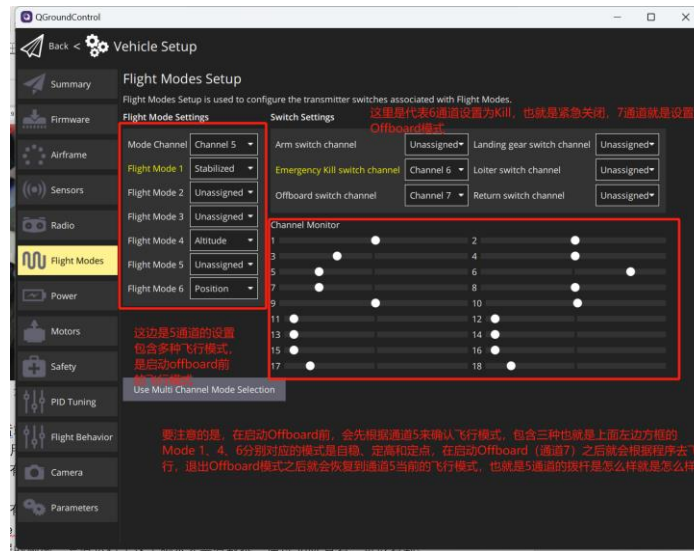 QGroundControl
Back < Vehicle Setup
Summary
Firmware
Airframe
Sensors
Radio
Flight Modes
Power
Motors
Safety
PID Tuning
Flight Behavior
Camera
Parameters
Flight Modes Setup
Flight Modes Setup is used to configure the transmitter switches associated with Flight Modes.
Flight Mode Settings
Mode Channel Channel 5
Flight Mode 1 Stabilized
Flight Mode 2 Unassigned
Flight Mode 3 Unassigned
Flight Mode 4 Altitude
Flight Mode 5 Unassigned
Flight Mode 6 Position
Switch Settings
这里是代表6通道设置为Kill，也就是紧急关闭，7通道就是设置
Offboard模式
Arm switch channel Unassigned Landing gear switch channel Unassigned
Emergency Kill switch channel Channel 6 Loiter switch channel Unassigned
Offboard switch channel Channel 7 Return switch channel Unassigned
Channel Monitor
1 2
3 4
5 6
7 8
9 10
11 12
13 14
15 16
17 18
这边是5通道的设置
包含多种飞行模式，
是启动offboard前
的飞行模式
Use Multi Channel Mode Selection
要注意的是，在启动Offboard前，会先根据通道5来确认飞行模式，包含三种也就是上面左边方框的
Mode 1、4、6分别对应的模式是自稳、定高和定点，在启动Offboard（通道7）之后就会根据程序去飞
行，退出Offboard模式之后就会恢复到通道5当前的飞行模式，也就是5通道的拨杆是怎么样就是怎么样